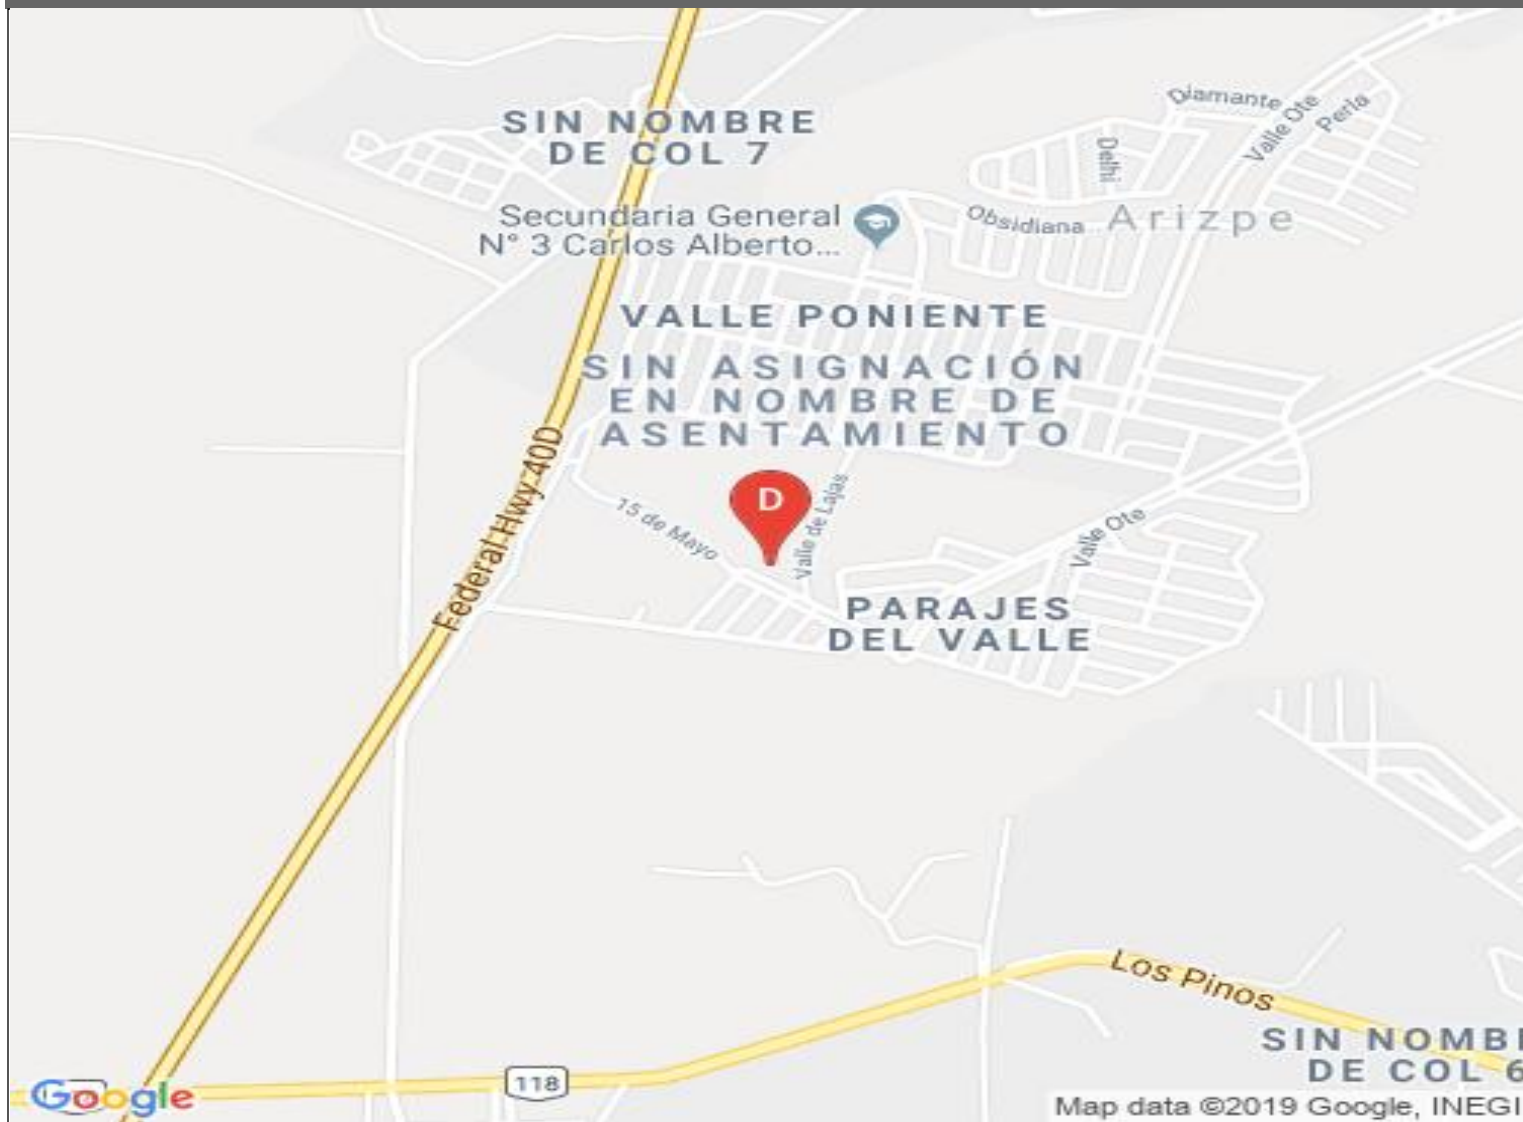 Diamante
Valle Ote
Perla
SIN NOMBRE
DE COL 7
Delhi
Secundaria General
N° 3 Carlos Alberto...
Obsidiana
Arizpe
VALLE PONIENTE
SIN ASIGNACIÓN
EN NOMBRE DE
ASENTAMIENTO
Federal Hwy 40D
D
15 de Mayo
Valle de Lajas
Valle Ote
PARAJES
DEL VALLE
Los Pinos
SIN NOMBR
DE COL 6
118
Google
Map data ©2019 Google, INEGI